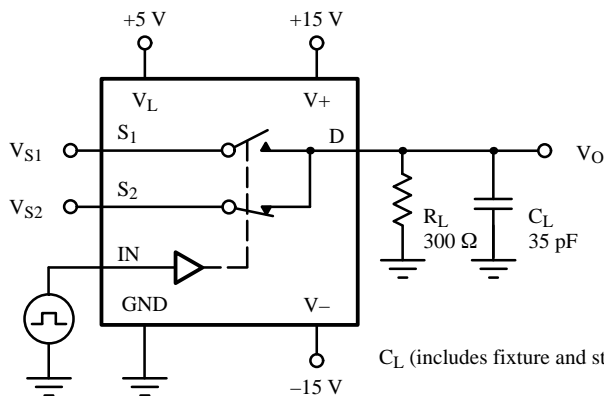 +5 V
+15 V
V_L
V+
V_S1
S_1
D
V_O
V_S2
S_2
R_L
300 Ω
C_L
35 pF
IN
GND
V–
C_L (includes fixture and
–15 V